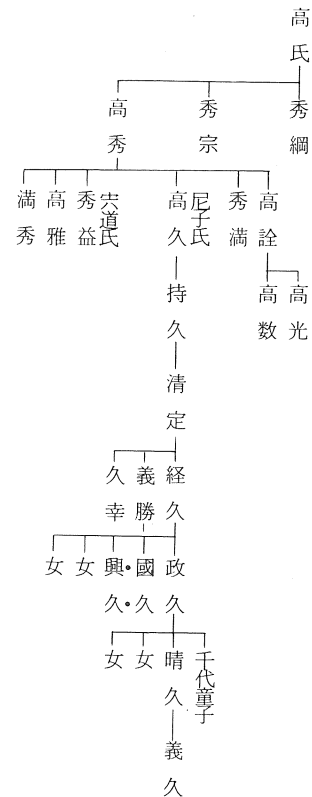 高氏
秀綱
秀宗
高秀
高詮
秀満
尼子氏
高久
宍道氏
秀益
高雅
満秀
高光
高数
持久
清定
経久
義勝
久幸
政久
國久
興久
女
女
千代童子
晴久
女
女
義久